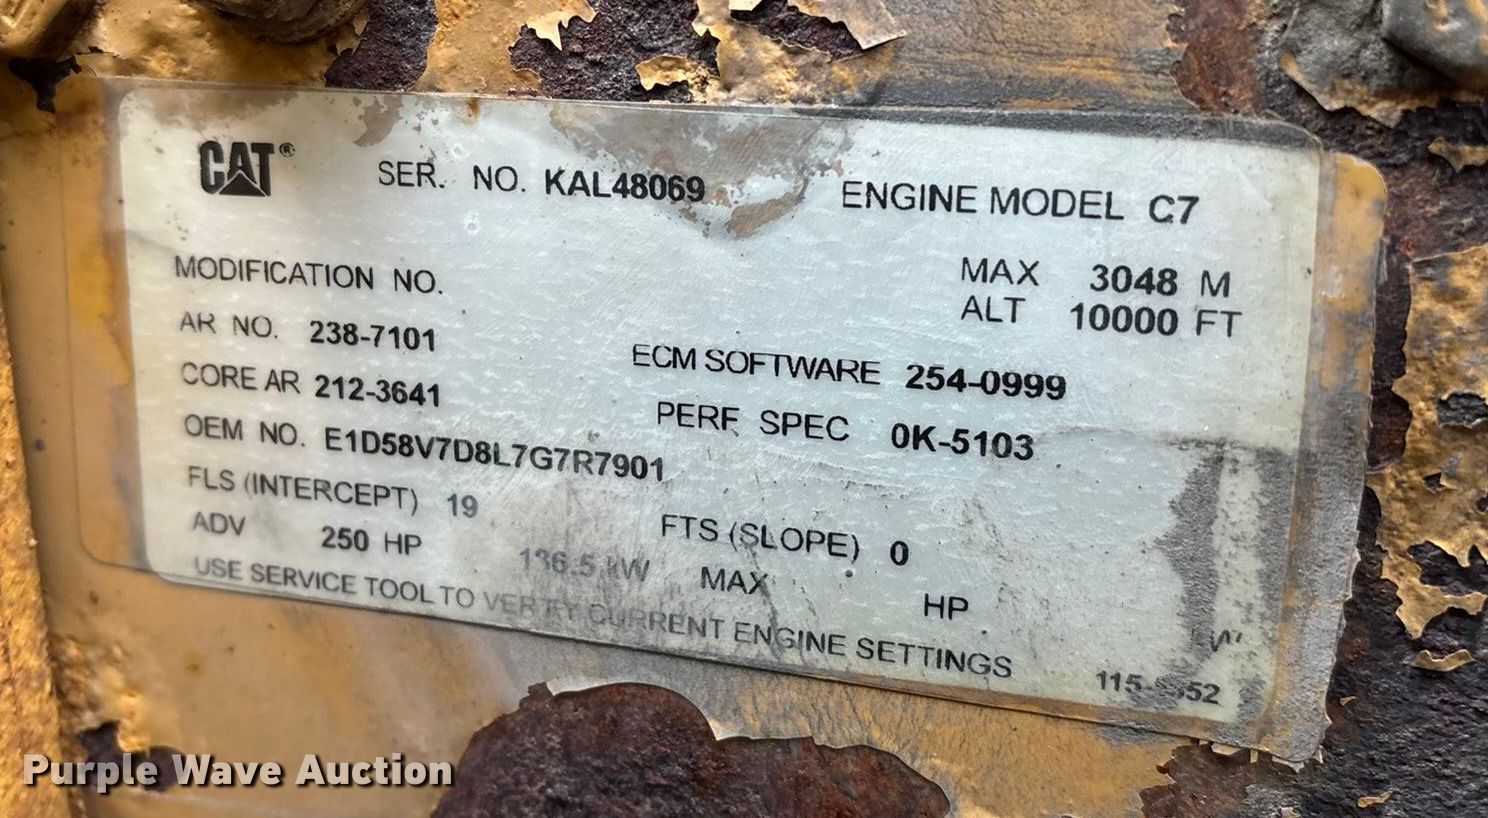 CAT® SER. NO. KAL48069 ENGINE MODEL C7
MODIFICATION NO. MAX 3048 M
ALT 10000 FT
AR NO. 238-7101
ECM SOFTWARE 254-0999
CORE AR 212-3641
PERF SPEC 0K-5103
OEM NO. E1D58V7D8L7G7R7901
FLS (INTERCEPT) 19 FTS (SLOPE) 0
ADV 250 HP kW MAX HP
USE SERVICE TOOL TO VERIFY CURRENT ENGINE SETTINGS
Purple Wave Auction